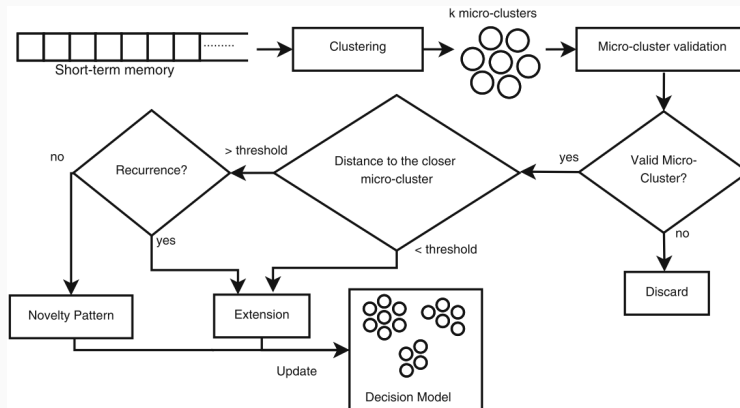 k micro-clusters
Clustering
Micro-cluster validation
Short-term memory
no
Recurrence?
> threshold
Distance to the closer
micro-cluster
yes
Valid Micro-
Cluster?
yes
< threshold
no
Novelty Pattern
Extension
Discard
Update
Decision Model